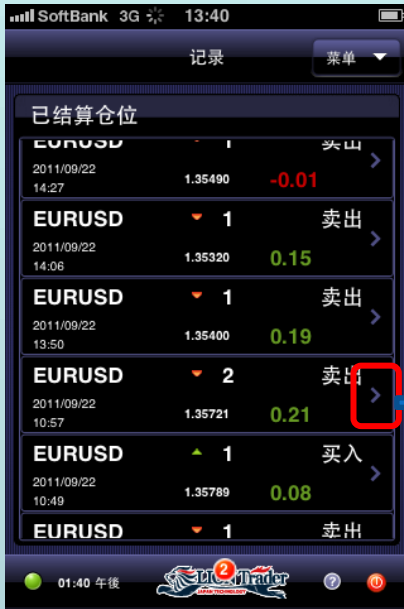 SoftBank 3G 13:40
记录
菜单
已结算仓位
EURUSD 1 卖出
2011/09/22
14:27 1.35490 -0.01
EURUSD 1 卖出
2011/09/22
14:06 1.35320 0.15
EURUSD 1 卖出
2011/09/22
13:50 1.35400 0.19
EURUSD 2 卖出
2011/09/22
10:57 1.35721 0.21
EURUSD 1 买入
2011/09/22
10:49 1.35789 0.08
EURUSD 1 卖出
01:40 午後
2
Trader
JAPAN TECHNOLOGY
?